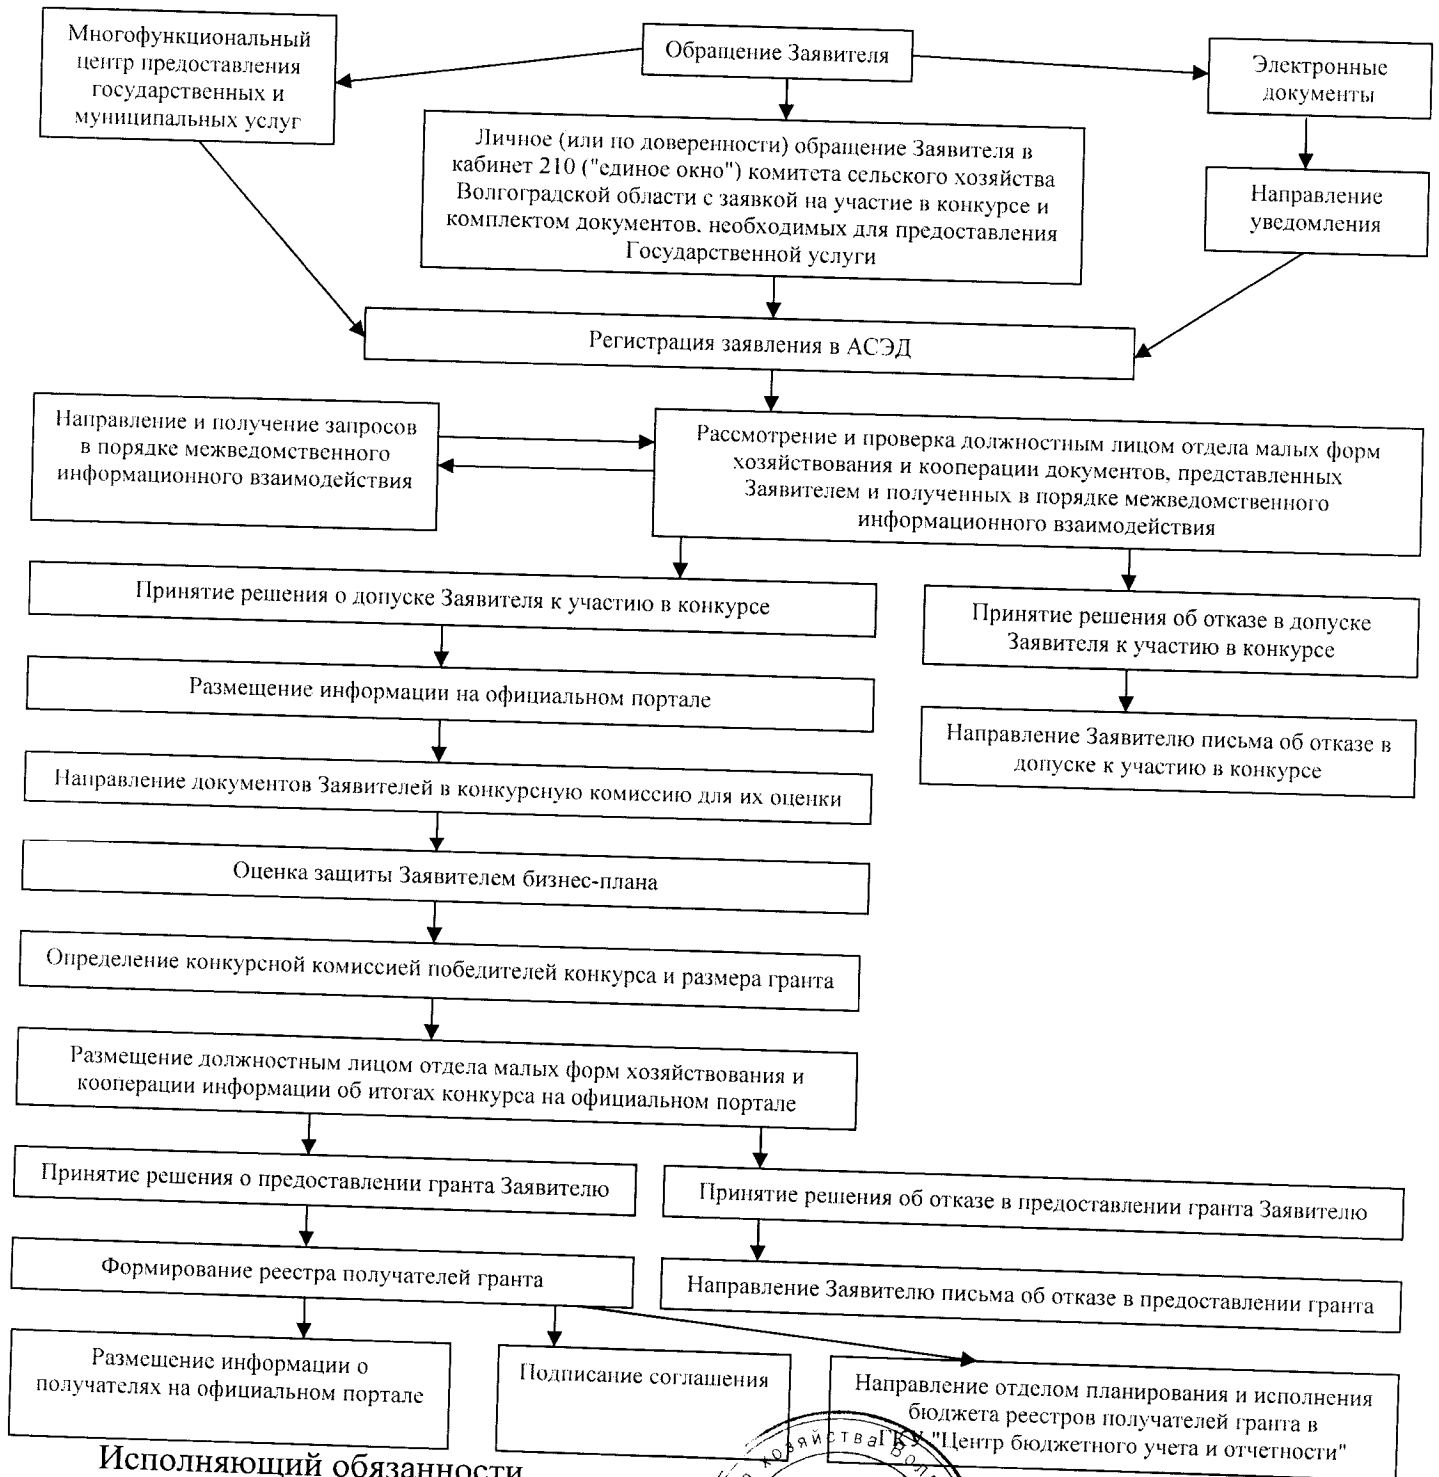 Многофункциональный
центр предоставления
государственных и
муниципальных услуг
Обращение Заявителя
Электронные
документы
Личное (или по доверенности) обращение Заявителя в
кабинет 210 ("единое окно") комитета сельского хозяйства
Волгоградской области с заявкой на участие в конкурсе и
комплектом документов, необходимых для предоставления
Государственной услуги
Направление
уведомления
Регистрация заявления в АСЭД
Направление и получение запросов
в порядке межведомственного
информационного взаимодействия
Рассмотрение и проверка должностным лицом отдела малых форм
хозяйствования и кооперации документов, представленных
Заявителем и полученных в порядке межведомственного
информационного взаимодействия
Принятие решения о допуске Заявителя к участию в конкурсе
Принятие решения об отказе в допуске
Заявителя к участию в конкурсе
Размещение информации на официальном портале
Направление Заявителю письма об отказе в
допуске к участию в конкурсе
Направление документов Заявителей в конкурсную комиссию для их оценки
Оценка защиты Заявителем бизнес-плана
Определение конкурсной комиссией победителей конкурса и размера гранта
Размещение должностным лицом отдела малых форм хозяйствования и
кооперации информации об итогах конкурса на официальном портале
Принятие решения о предоставлении гранта Заявителю
Принятие решения об отказе в предоставлении гранта Заявителю
Формирование реестра получателей гранта
Направление Заявителю письма об отказе в предоставлении гранта
Размещение информации о
получателях на официальном портале
Подписание соглашения
Направление отделом планирования и исполнения
бюджета реестров получателей гранта в
ГКУ "Центр бюджетного учета и отчетности"
хозяйства
Исполняющий обязанности